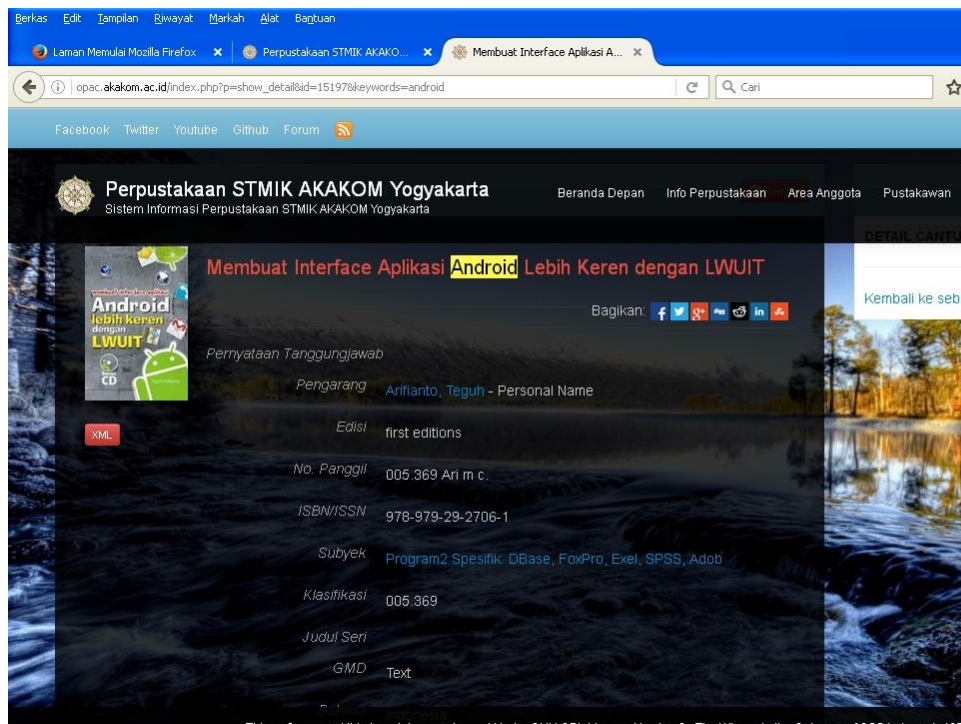 Berkas Edit Tampilan Riwayat Markah Alat Bantuan
Laman Memulai Mozilla Firefox × Perpustakaan STMIK AKAKO... × Membuat Interface Aplikasi A... ×
opac.akakom.ac.id/index.php?p=show_detail&id=15197&keywords=android Cari
Facebook Twitter Youtube Github Forum
Perpustakaan STMIK AKAKOM Yogyakarta
Sistem Informasi Perpustakaan STMIK AKAKOM Yogyakarta
Beranda Depan Info Perpustakaan Area Anggota Pustakawan
DETAIL CANTU
Kembali ke seb
membuat interface aplikasi
Android
lebih keren
dengan
LWUIT
CD
XML
Membuat Interface Aplikasi Android Lebih Keren dengan LWUIT
Bagikan:
Pernyataan Tanggungjawab
Pengarang Arifianto, Teguh - Personal Name
Edisi first editions
No. Panggil 005.369 Ari m c.
ISBN/ISSN 978-979-29-2706-1
Subyek Program2 Spesifik: DBase, FoxPro, Exel, SPSS, Adob
Klasifikasi 005.369
Judul Seri
GMD Text
Bahasa Indonesia